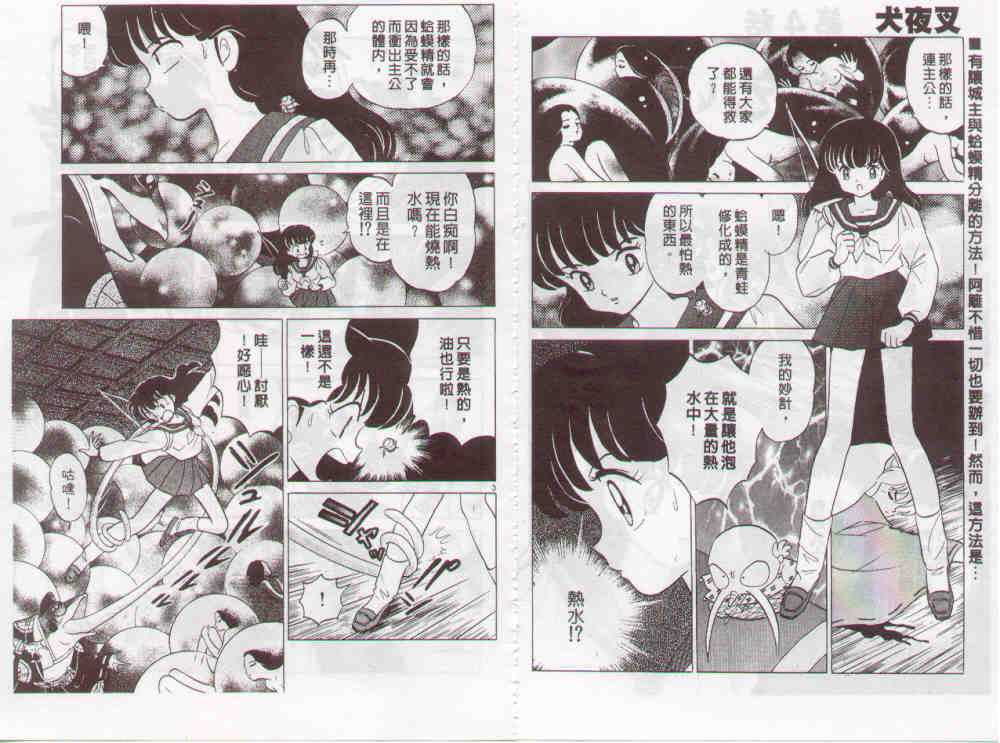 犬夜叉
■有讓城主與蛤蟆精分離的方法！阿籬不惜一切也要辦到！然而，這方法是…
那樣的話，
連主公…
還有大家
都能得救
了？
嗯！
蛤蟆精是青蛙
修化成的，
所以最怕熱
的東西。
我的妙計，
就是讓他泡
在大量的熱
水中！
熱水！？
那樣的話，
蛤蟆精就會
因為受不了
而衝出主公
的體內，
那時再…
喂！
你白痴啊！
現在能燒熱
水嗎？
而且是在
這裡！？
只要是熱的，
油也行啦！
這還不是
一樣！
3
！
哇——討厭
！好噁心！
咕噠！